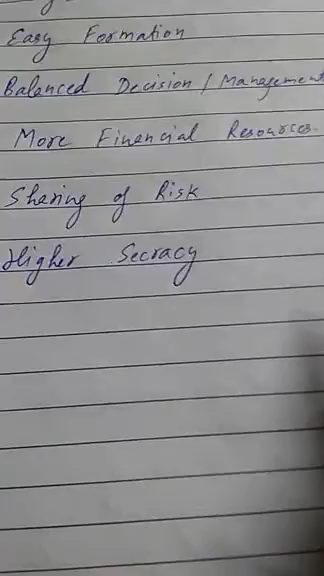 Easy Formation
Balanced Decision / Management
More Financial Resources.
Sharing of Risk
Higher Secracy